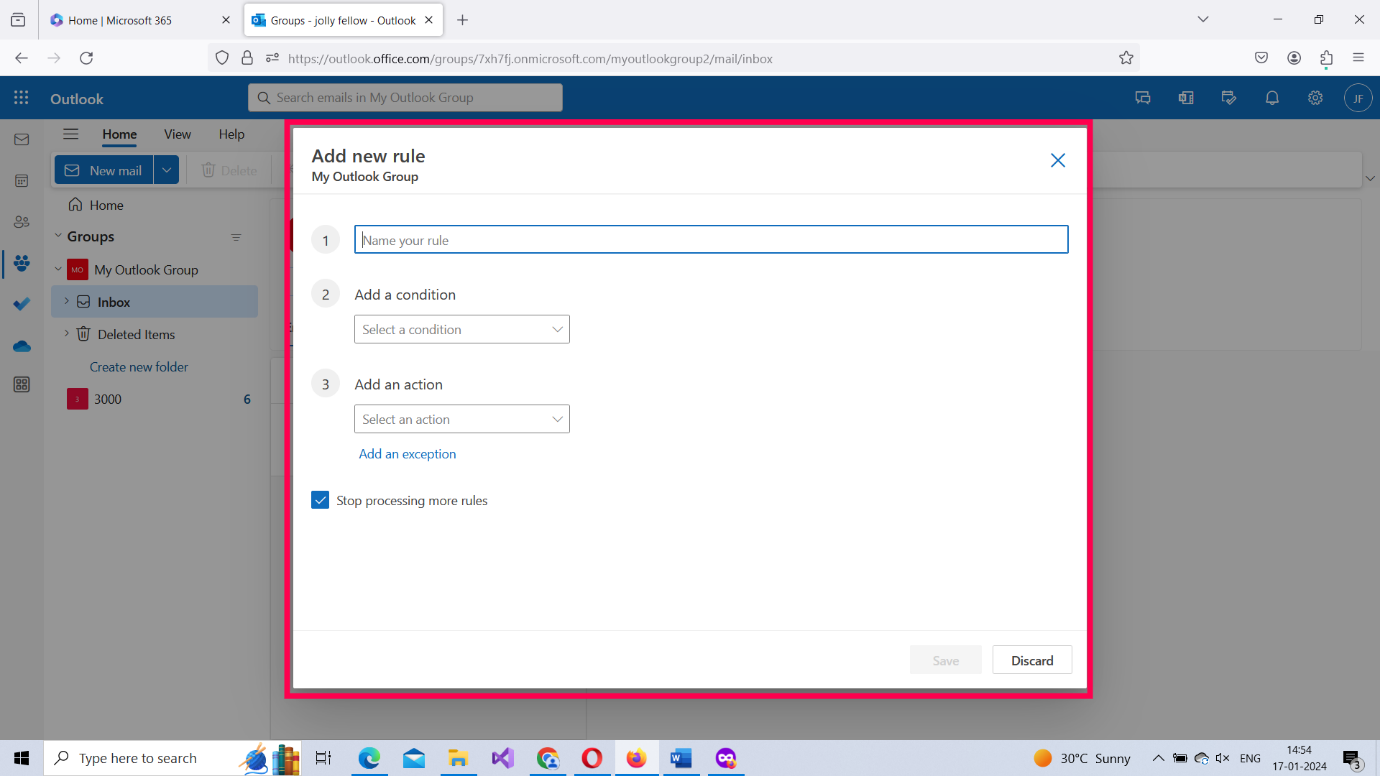 Home | Microsoft 365
Groups - jolly fellow - Outlook
https://outlook.office.com/groups/7xh7fj.onmicrosoft.com/myoutlookgroup2/mail/inbox
Outlook
Search emails in My Outlook Group
JF
Home View Help
New mail
Delete
Home
Groups
MO My Outlook Group
Inbox
Deleted Items
Create new folder
3 3000 6
Add new rule
My Outlook Group
1 Name your rule
2 Add a condition
Select a condition
3 Add an action
Select an action
Add an exception
Stop processing more rules
Save Discard
Type here to search
30°C Sunny
ENG
14:54
17-01-2024
3